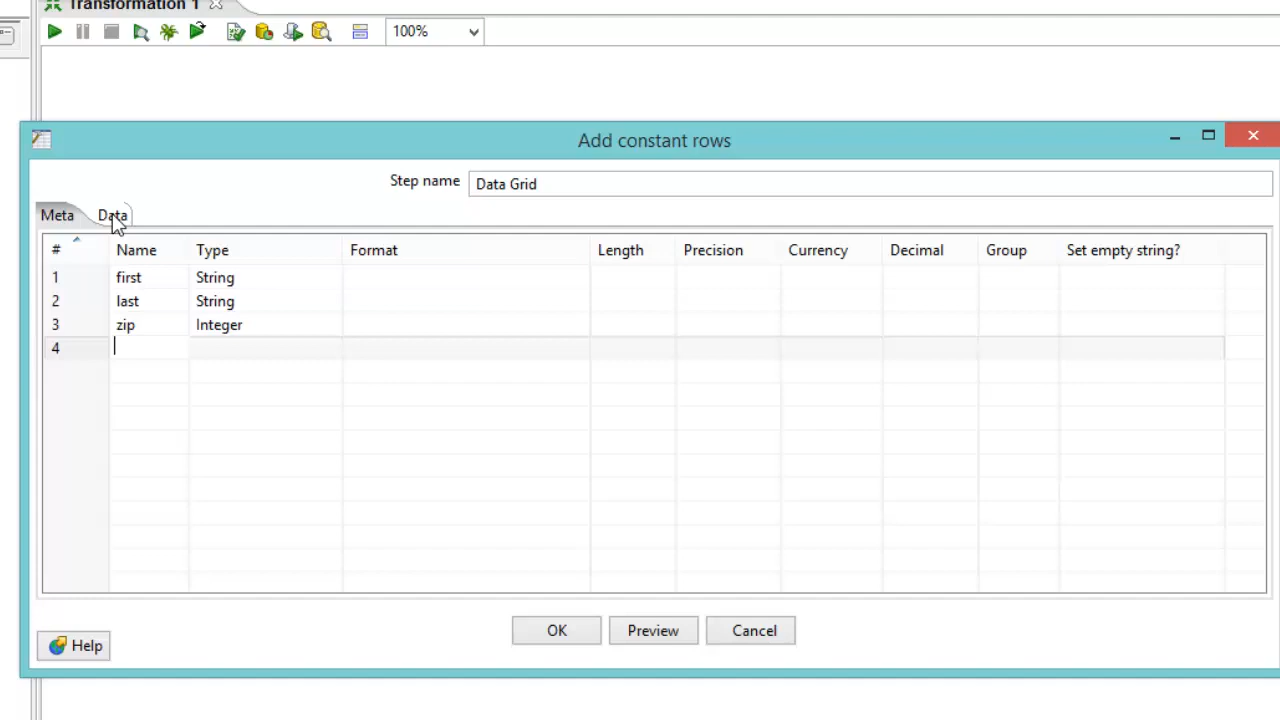 Transformation 1
100%
Add constant rows
Step name Data Grid
Meta Data
# Name Type Format Length Precision Currency Decimal Group Set empty string?
1 first String
2 last String
3 zip Integer
4
OK Preview Cancel
Help